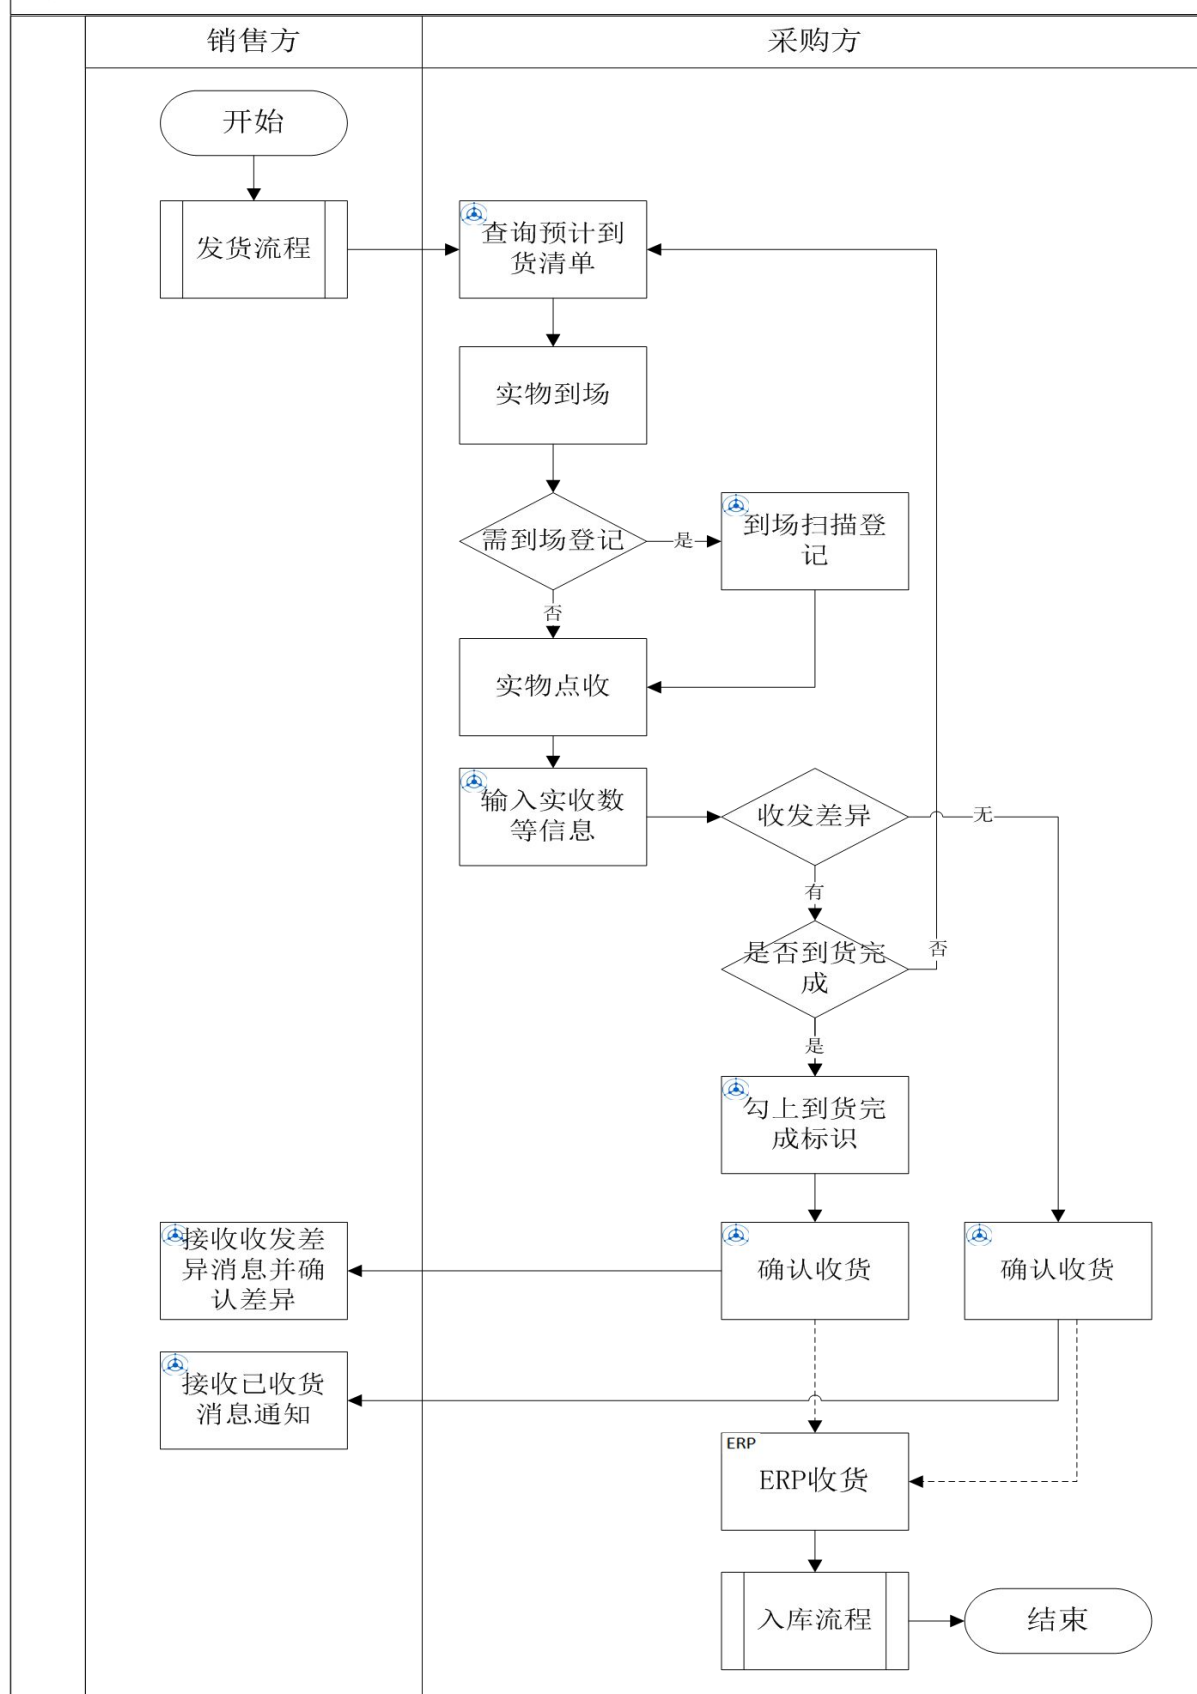 销售方
采购方
开始
发货流程
查询预计到
货清单
实物到场
需到场登记
是
到场扫描登
记
否
实物点收
输入实收数
等信息
收发差异
无
有
是否到货完
成
否
是
勾上到货完
成标识
接收收发差
异消息并确
认差异
确认收货
确认收货
接收已收货
消息通知
ERP
ERP收货
入库流程
结束